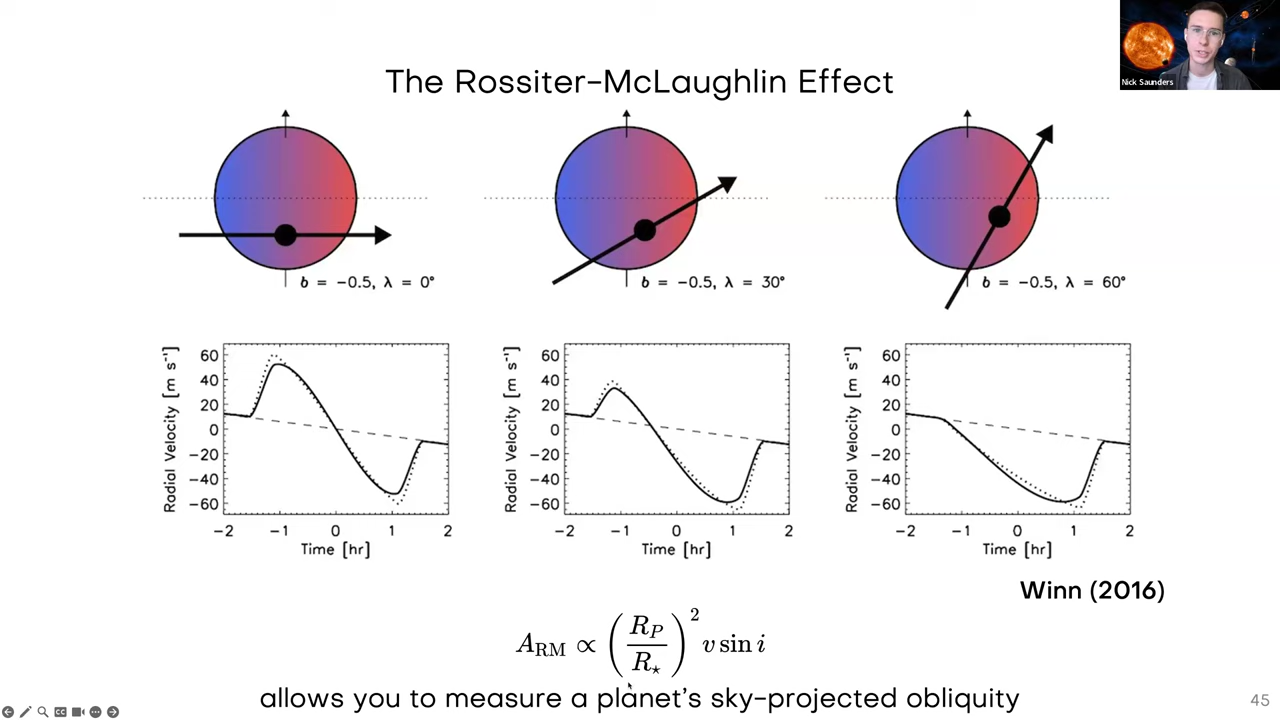 Nick Saunders
The Rossiter–McLaughlin Effect
b = −0.5, λ = 0°
b = −0.5, λ = 30°
b = −0.5, λ = 60°
Radial Velocity [m s⁻¹]
60
40
20
0
−20
−40
−60
−2 −1 0 1 2
Time [hr]
Radial Velocity [m s⁻¹]
60
40
20
0
−20
−40
−60
−2 −1 0 1 2
Time [hr]
Radial Velocity [m s⁻¹]
60
40
20
0
−20
−40
−60
−2 −1 0 1 2
Time [hr]
Winn (2016)
A_RM ∝ (R_P / R_⋆)² v sin i
allows you to measure a planet's sky-projected obliquity
CC
45